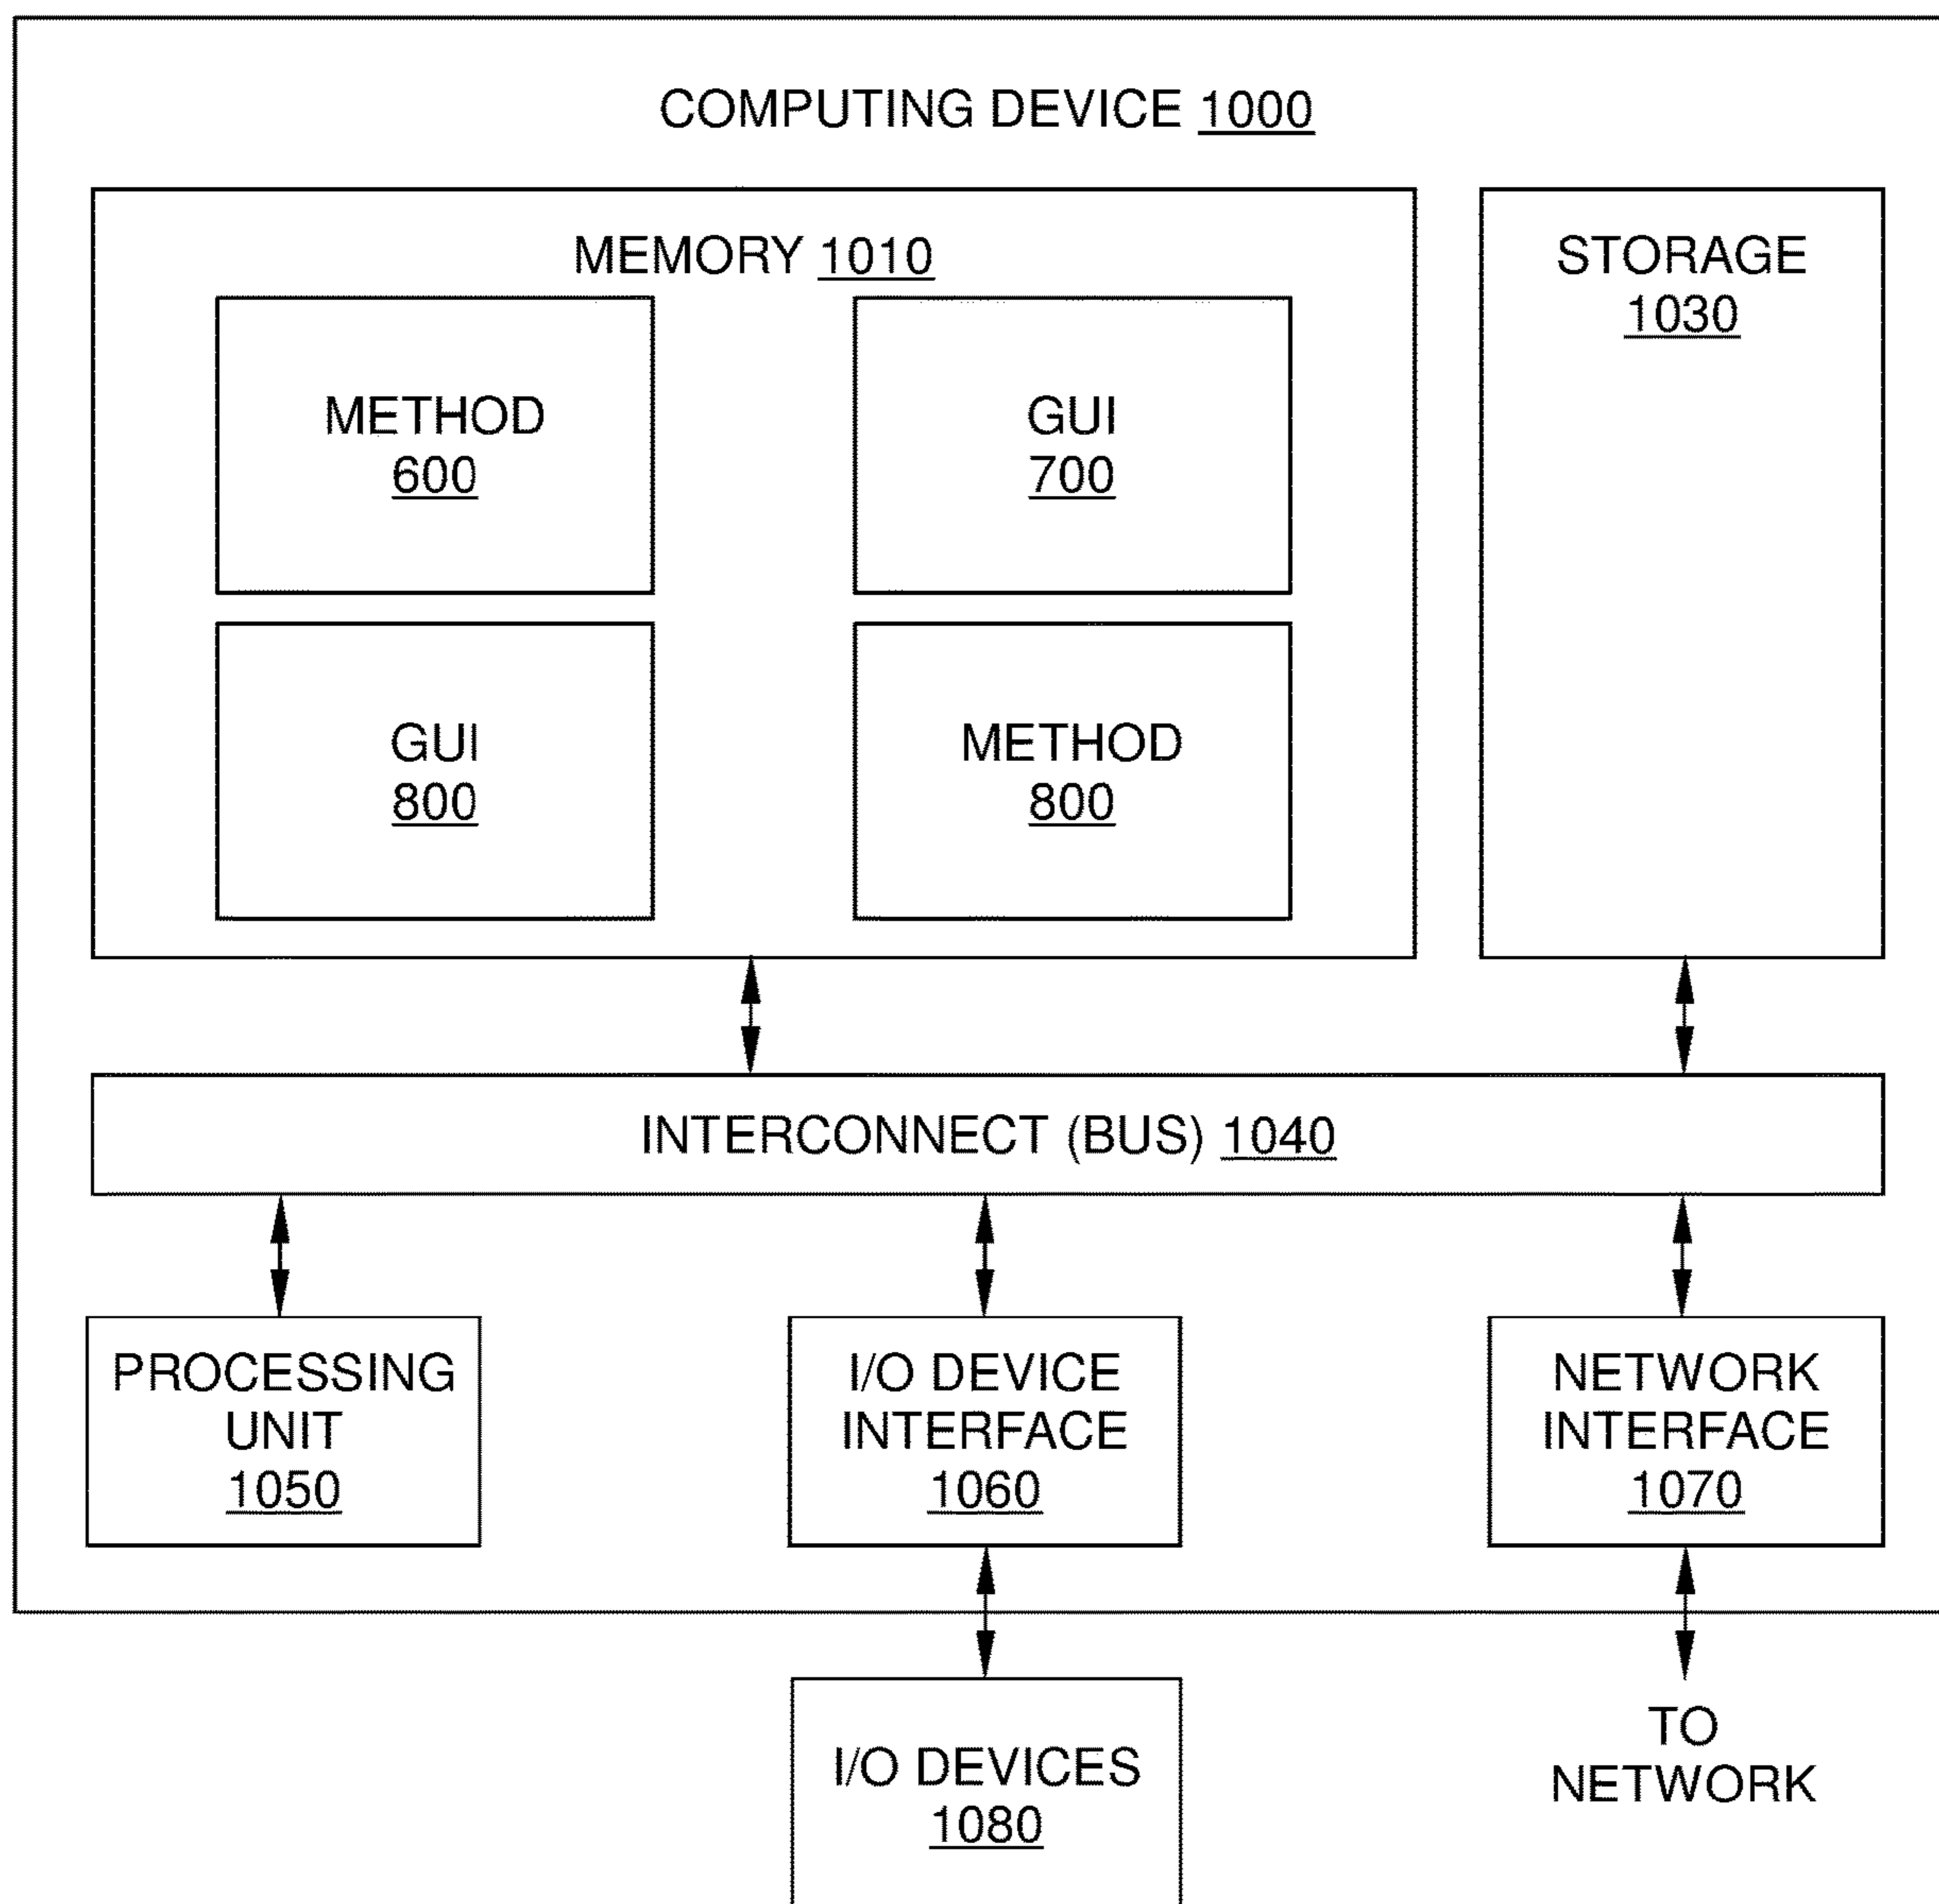 COMPUTING DEVICE 1000
MEMORY 1010
STORAGE
1030
METHOD
600
GUI
700
GUI
800
METHOD
800
INTERCONNECT (BUS) 1040
PROCESSING
UNIT
1050
I/O DEVICE
INTERFACE
1060
NETWORK
INTERFACE
1070
I/O DEVICES
1080
TO
NETWORK